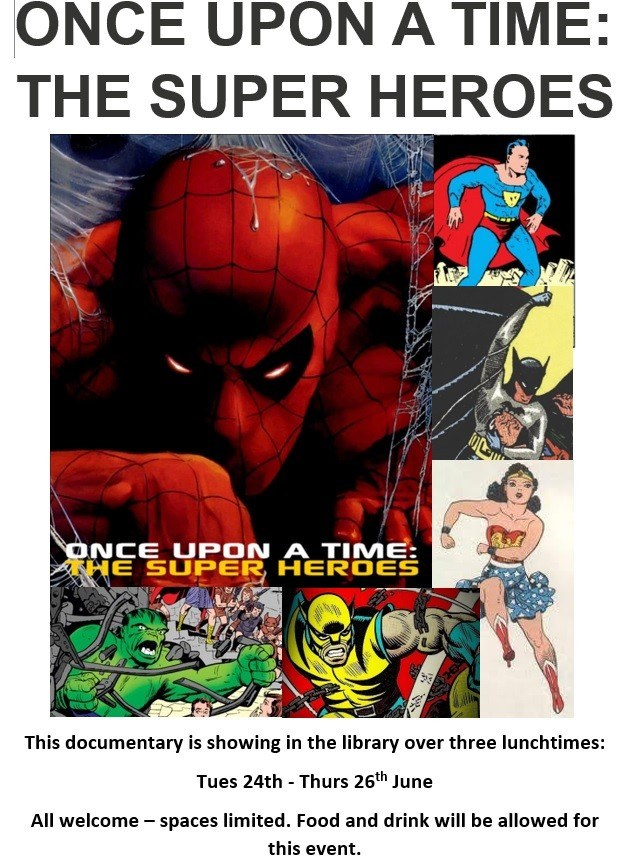 ONCE UPON A TIME:
THE SUPER HEROES
ONCE UPON A TIME:
THE SUPER HEROES
This documentary is showing in the library over three lunchtimes:
Tues 24th - Thurs 26th June
All welcome – spaces limited. Food and drink will be allowed for
this event.